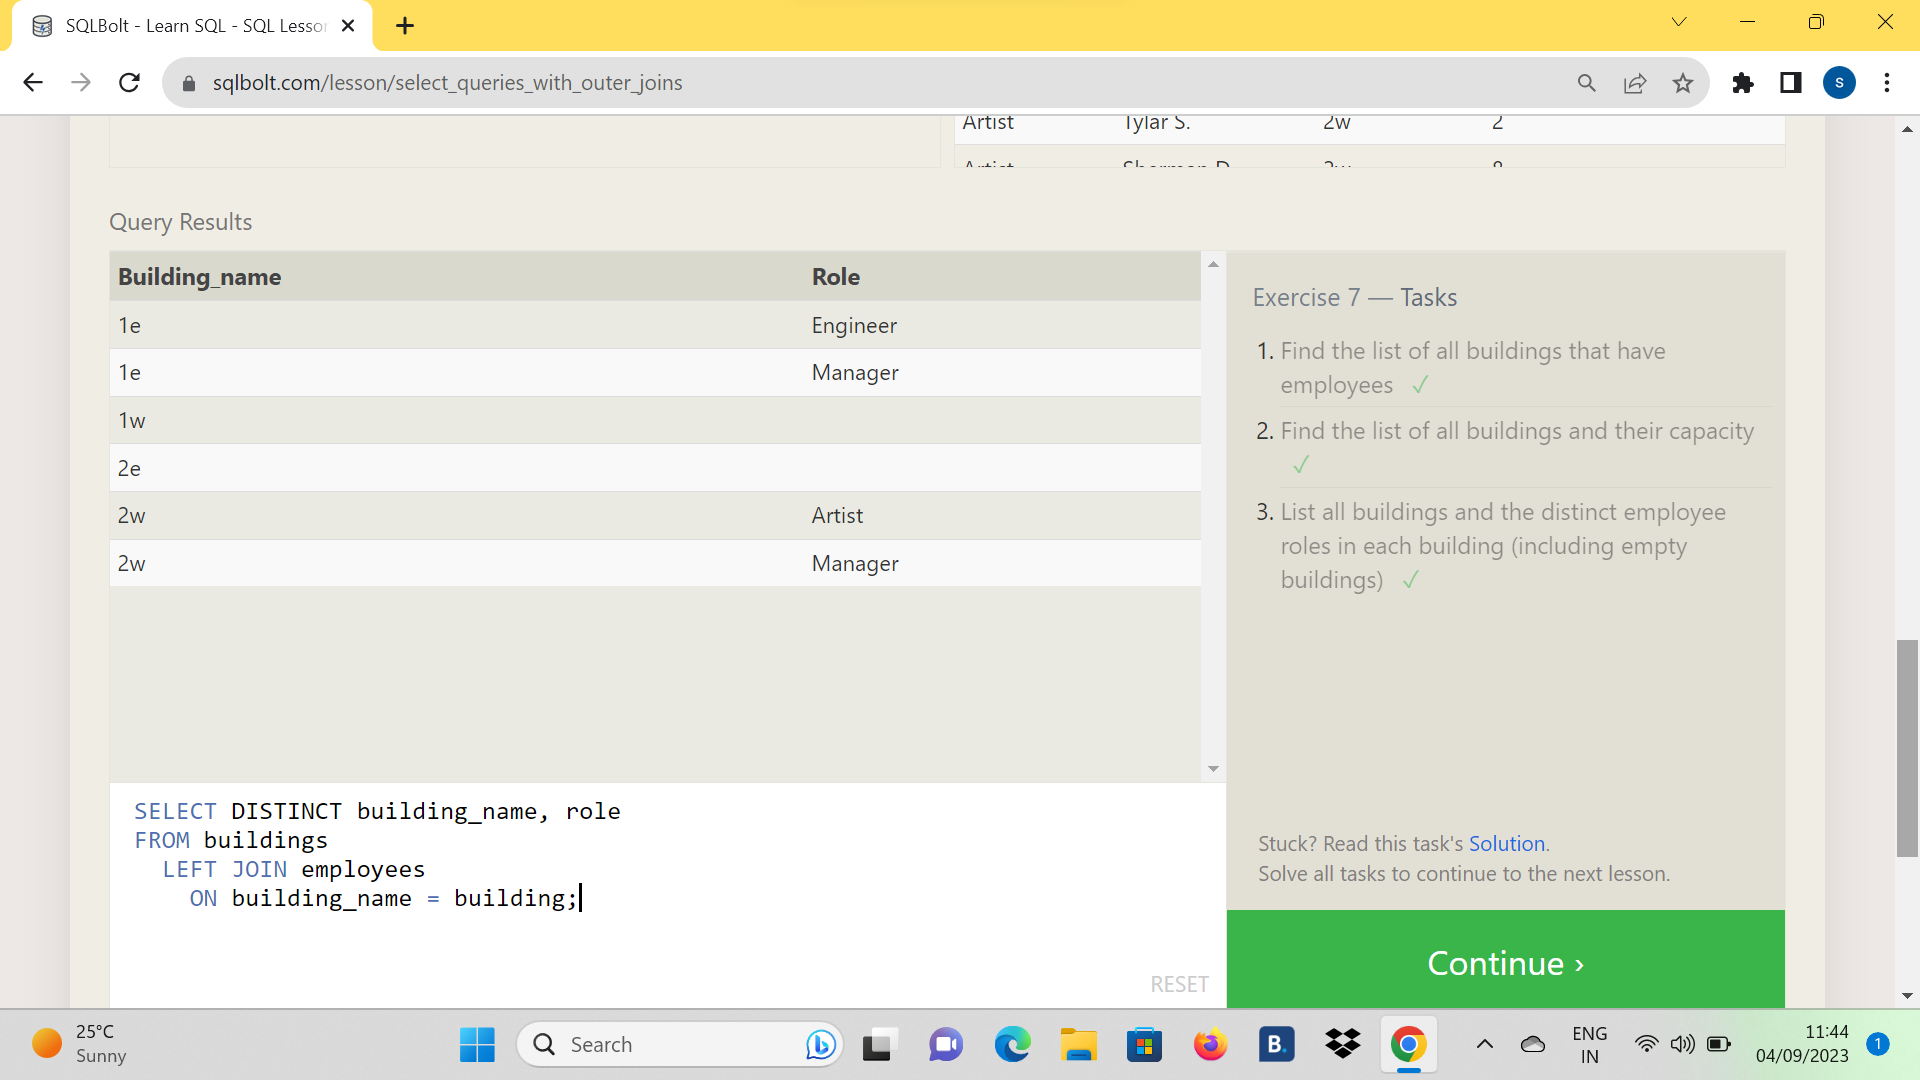 SQLBolt - Learn SQL - SQL Lesso
sqlbolt.com/lesson/select_queries_with_outer_joins
S
Artist Tylar S. 2w 2
Artist Sherman D. 2w 8
Query Results
Building_name Role
1e Engineer
1e Manager
1w
2e
2w Artist
2w Manager
Exercise 7 — Tasks
1. Find the list of all buildings that have
employees ✓
2. Find the list of all buildings and their capacity
✓
3. List all buildings and the distinct employee
roles in each building (including empty
buildings) ✓
SELECT DISTINCT building_name, role
FROM buildings
LEFT JOIN employees
ON building_name = building;
RESET
Stuck? Read this task's Solution.
Solve all tasks to continue to the next lesson.
Continue ›
25°C
Sunny
Search
B.
ENG
IN
11:44
04/09/2023
1